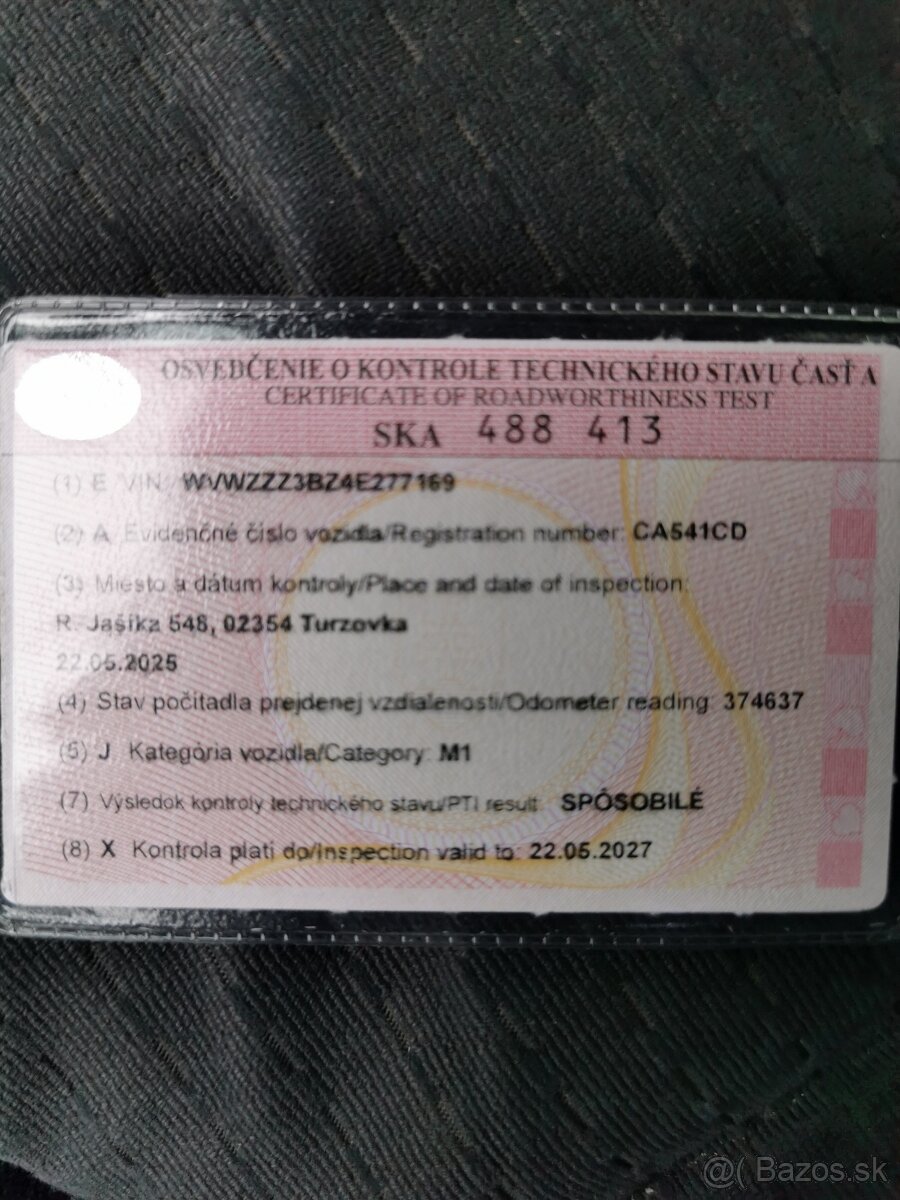 OSVEDČENIE O KONTROLE TECHNICKÉHO STAVU ČASŤ A
CERTIFICATE OF ROADWORTHINESS TEST
SKA 488 413
(1) E VIN: WVWZZZ3BZ4E277169
(2) A Evidenčné číslo vozidla/Registration number: CA541CD
(3) Miesto a dátum kontroly/Place and date of inspection:
R. Jašíka 548, 02354 Turzovka
22.05.2025
(4) Stav počítadla prejdenej vzdialenosti/Odometer reading: 374637
(5) J Kategória vozidla/Category: M1
(7) Výsledok kontroly technického stavu/PTI result: SPÔSOBILÉ
(8) X Kontrola platí do/Inspection valid to: 22.05.2027
@( Bazos.sk